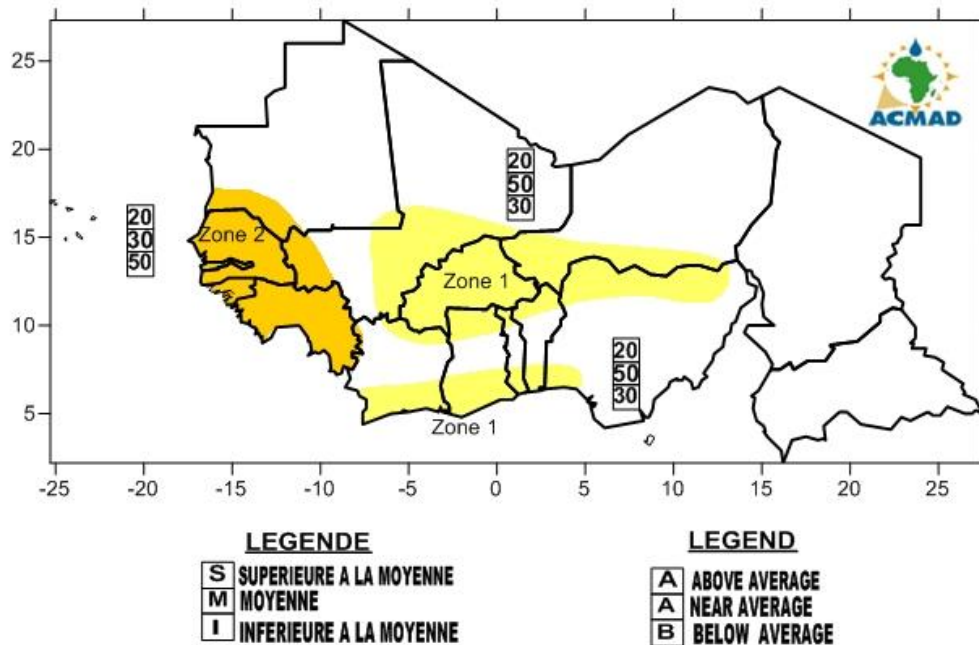 25
20
15
10
5
-25
-20
-15
-10
-5
0
5
10
15
20
25
ACMAD
20
50
30
20
30
50
Zone 2
Zone 1
20
50
30
Zone 1
LEGENDE
S SUPERIEURE A LA MOYENNE
M MOYENNE
I INFERIEURE A LA MOYENNE
LEGEND
A ABOVE AVERAGE
A NEAR AVERAGE
B BELOW AVERAGE